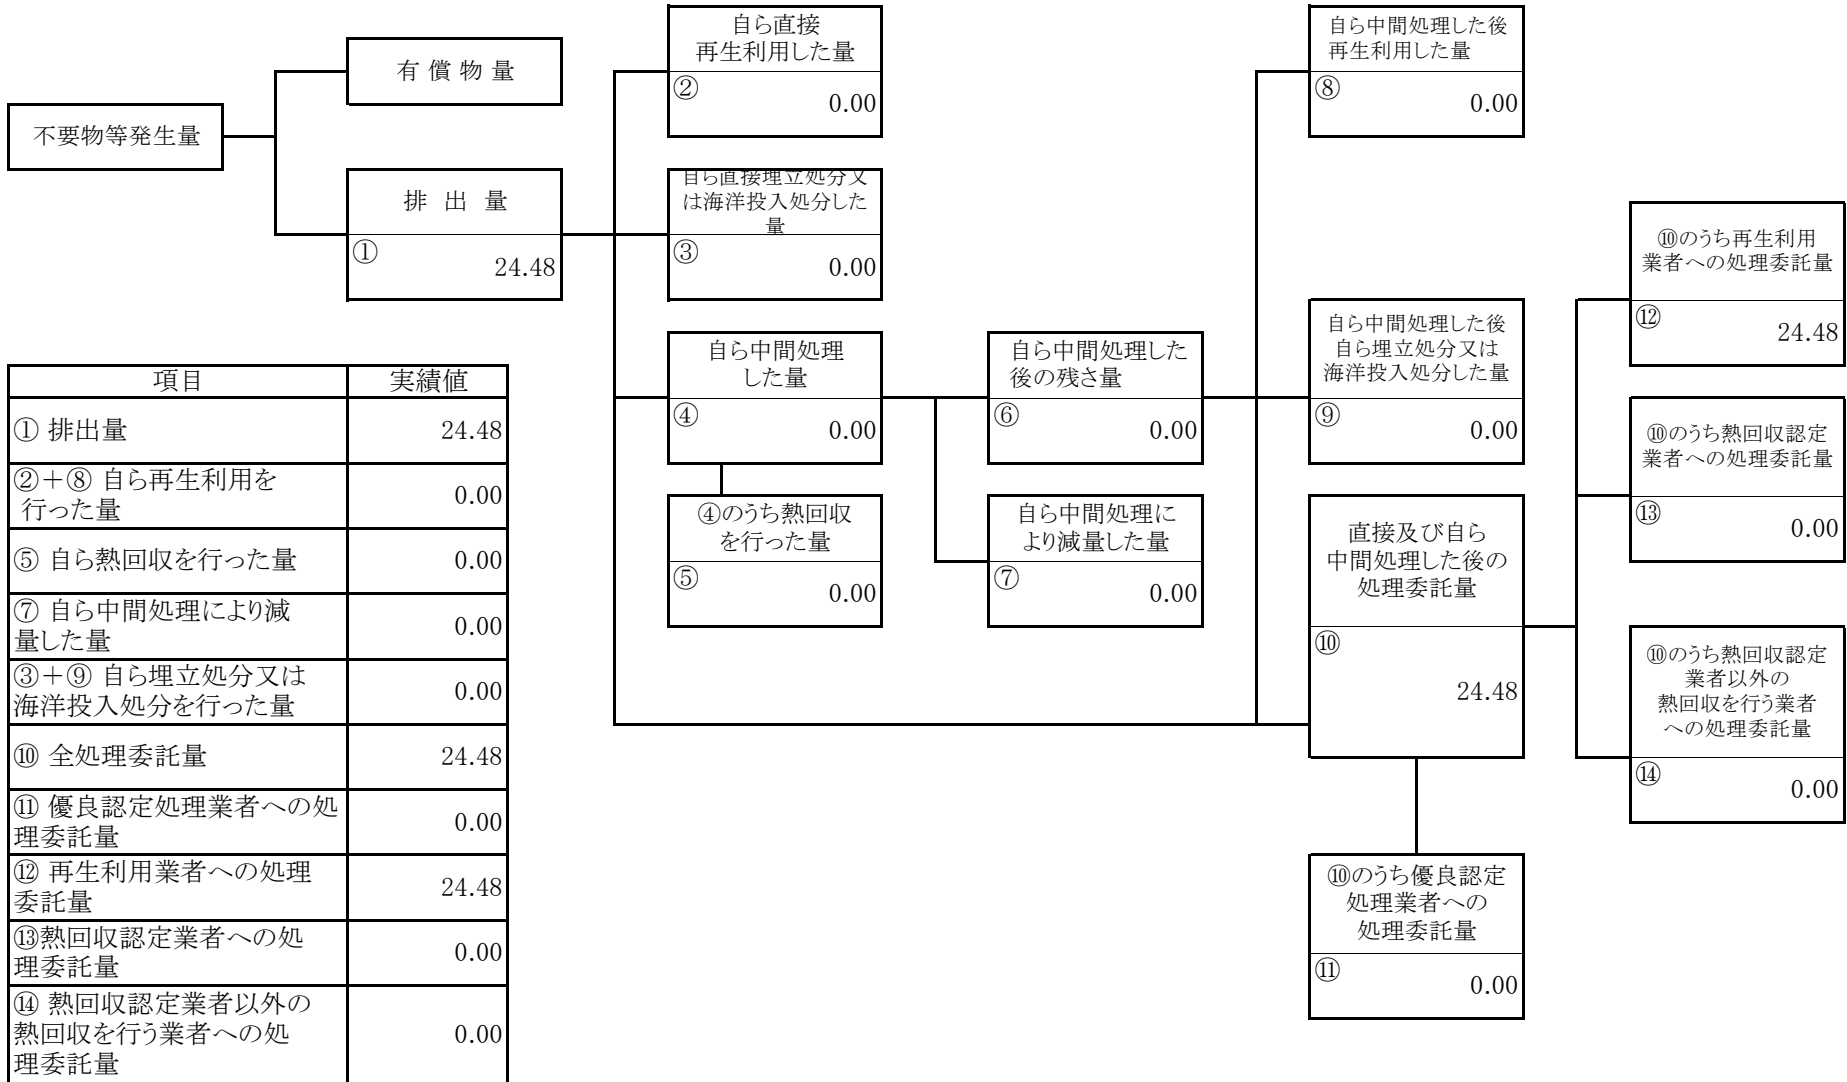 不要物等発生量
有 償 物 量
排 出 量
①
24.48
自ら直接
再生利用した量
②
0.00
自ら直接埋立処分又
は海洋投入処分した
量
③
0.00
自ら中間処理
した量
④
0.00
④のうち熱回収
を行った量
⑤
0.00
自ら中間処理した
後の残さ量
⑥
0.00
自ら中間処理に
より減量した量
⑦
0.00
自ら中間処理した後
再生利用した量
⑧
0.00
自ら中間処理した後
自ら埋立処分又は
海洋投入処分した量
⑨
0.00
直接及び自ら
中間処理した後の
処理委託量
⑩
24.48
⑩のうち優良認定
処理業者への
処理委託量
⑪
0.00
⑩のうち再生利用
業者への処理委託量
⑫
24.48
⑩のうち熱回収認定
業者への処理委託量
⑬
0.00
⑩のうち熱回収認定
業者以外の
熱回収を行う業者
への処理委託量
⑭
0.00
項目 実績値
① 排出量 24.48
②+⑧ 自ら再生利用を
行った量 0.00
⑤ 自ら熱回収を行った量 0.00
⑦ 自ら中間処理により減
量した量 0.00
③+⑨ 自ら埋立処分又は
海洋投入処分を行った量 0.00
⑩ 全処理委託量 24.48
⑪ 優良認定処理業者への処
理委託量 0.00
⑫ 再生利用業者への処理
委託量 24.48
⑬熱回収認定業者への処
理委託量 0.00
⑭ 熱回収認定業者以外の
熱回収を行う業者への処
理委託量 0.00